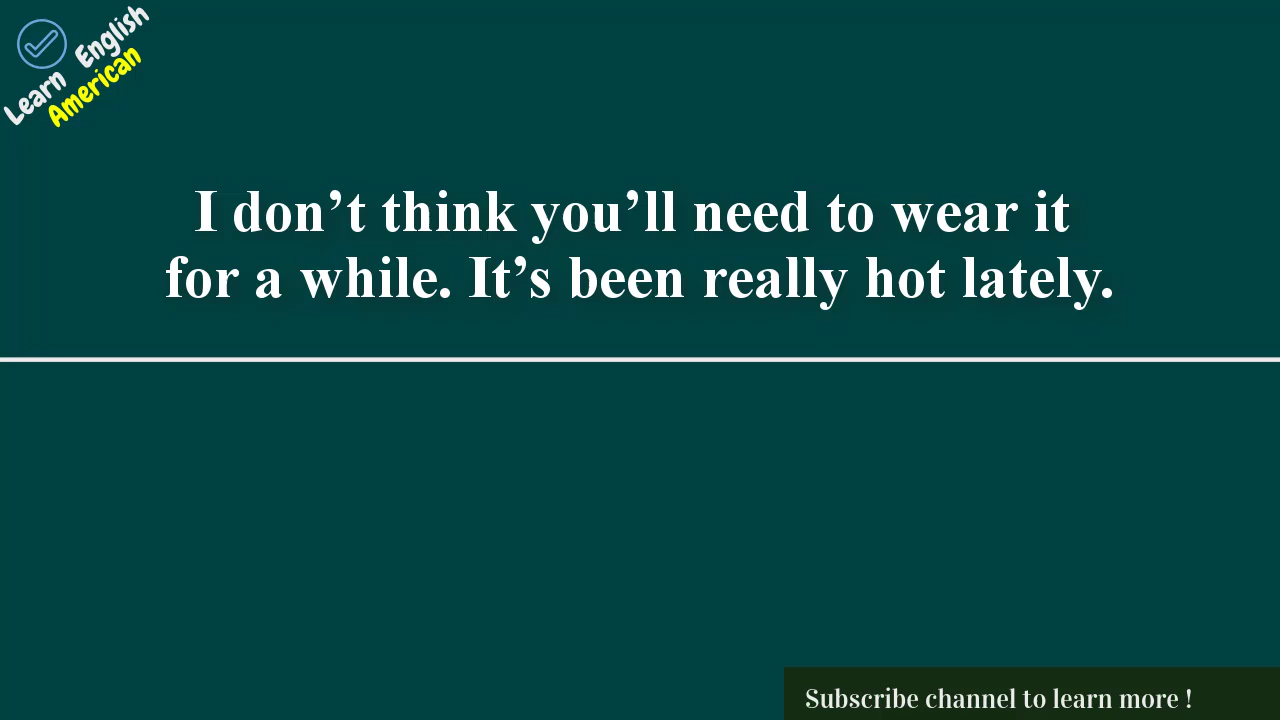 Learn English
American
I don’t think you’ll need to wear it
for a while. It’s been really hot lately.
Subscribe channel to learn more !